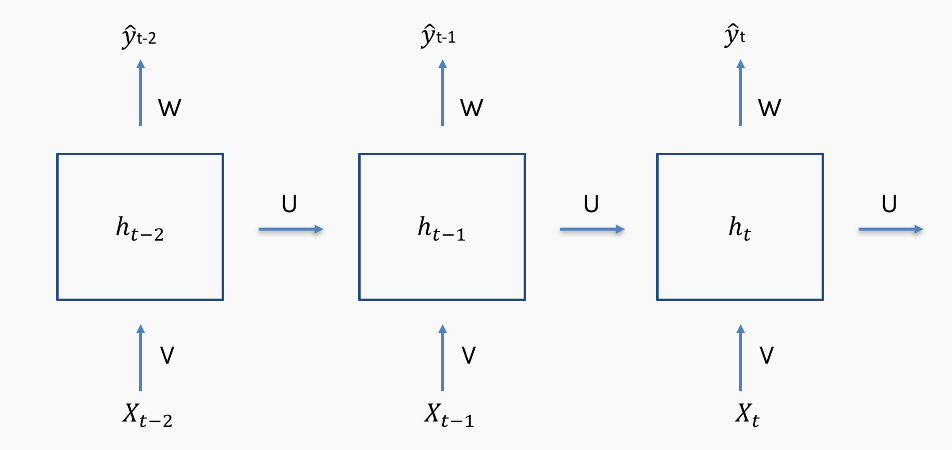 ŷt-2 ŷt-1 ŷt
W W W
U U U
hₜ₋₂ hₜ₋₁ hₜ
V V V
Xₜ₋₂ Xₜ₋₁ Xₜ